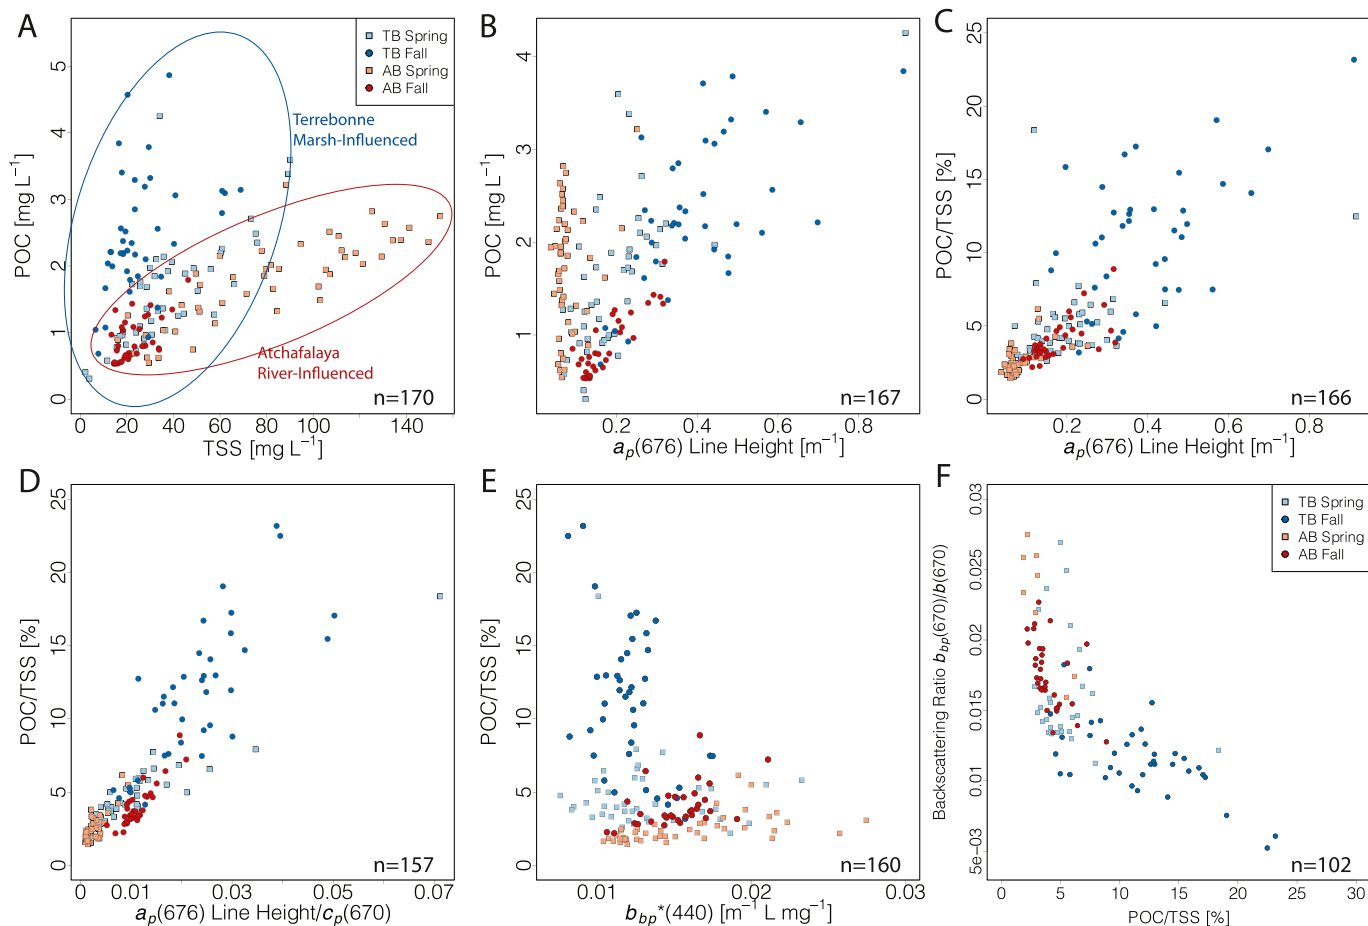 A
TB Spring
TB Fall
AB Spring
AB Fall
Terrebonne
Marsh-Influenced
Atchafalaya
River-Influenced
n=170
POC [mg L⁻¹]
0
1
2
3
4
5
0
20
40
60
80
100
120
140
TSS [mg L⁻¹]
B
n=167
POC [mg L⁻¹]
1
2
3
4
0.2
0.4
0.6
0.8
aₚ(676) Line Height [m⁻¹]
C
n=166
POC/TSS [%]
0
5
10
15
20
25
0.2
0.4
0.6
0.8
aₚ(676) Line Height [m⁻¹]
D
n=157
POC/TSS [%]
0
5
10
15
20
25
0
0.01
0.03
0.05
0.07
aₚ(676) Line Height/cₚ(670)
E
n=160
POC/TSS [%]
0
5
10
15
20
25
0.01
0.02
0.03
b_bp*(440) [m⁻¹ L mg⁻¹]
F
TB Spring
TB Fall
AB Spring
AB Fall
n=102
Backscattering Ratio b_bp(670)/b(670)
5e−03
0.01
0.015
0.02
0.025
0.03
0
5
10
15
20
25
30
POC/TSS [%]